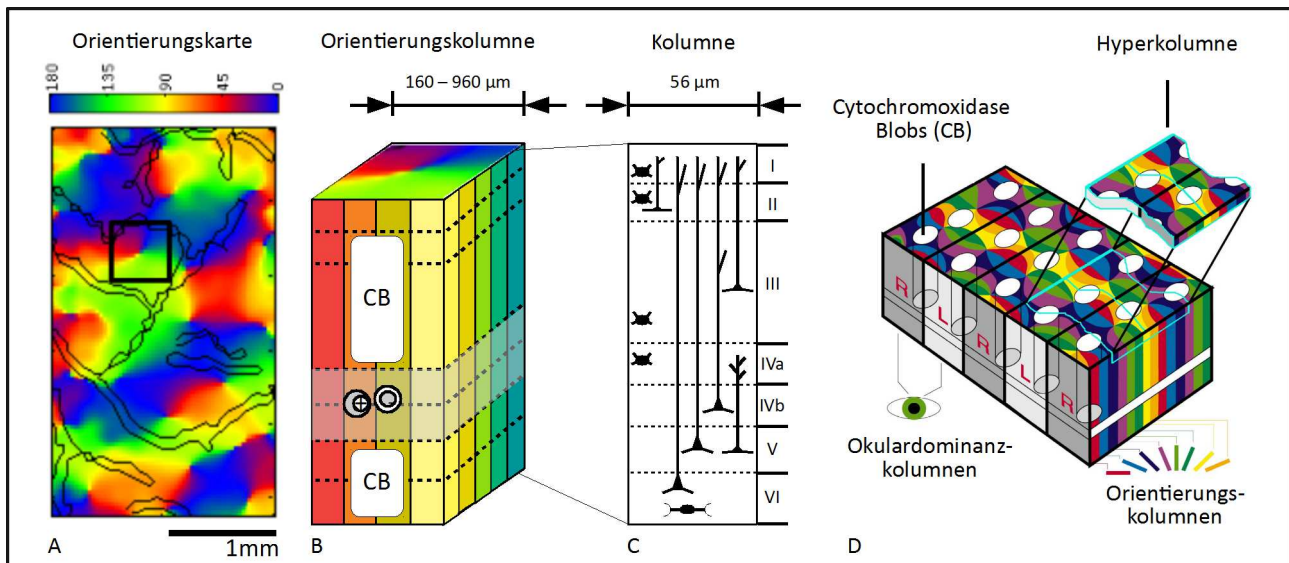 Orientierungskarte
180
135
90
45
0
1mm
A
Orientierungskolumne
160 – 960 µm
CB
CB
B
Kolumne
56 µm
I
II
III
IVa
IVb
V
VI
C
Hyperkolumne
Cytochromoxidase
Blobs (CB)
R
L
R
L
R
Okulardominanz-
kolumnen
Orientierungs-
kolumnen
D